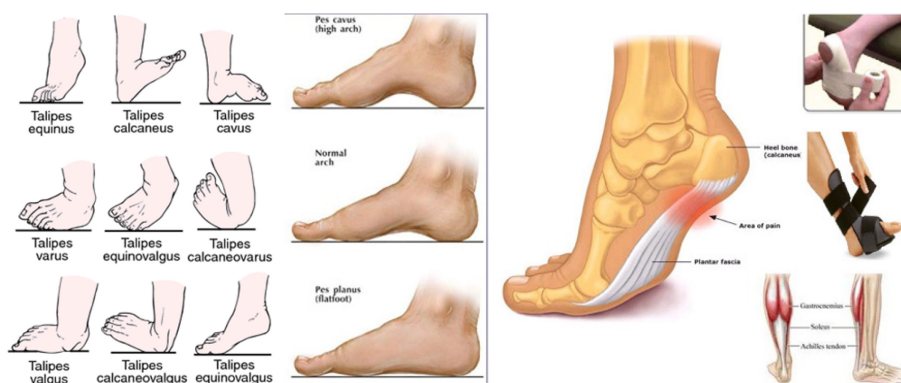 Talipes
equinus
Talipes
calcaneus
Talipes
cavus
Talipes
varus
Talipes
equinovalgus
Talipes
calcaneovarus
Talipes
valgus
Talipes
calcaneovalgus
Talipes
equinovalgus
Pes cavus
(high arch)
Normal
arch
Pes planus
(flatfoot)
Heel bone
(calcaneus
Area of pain
Plantar fascia
Gastrocnemius
Soleus
Achilles tendon